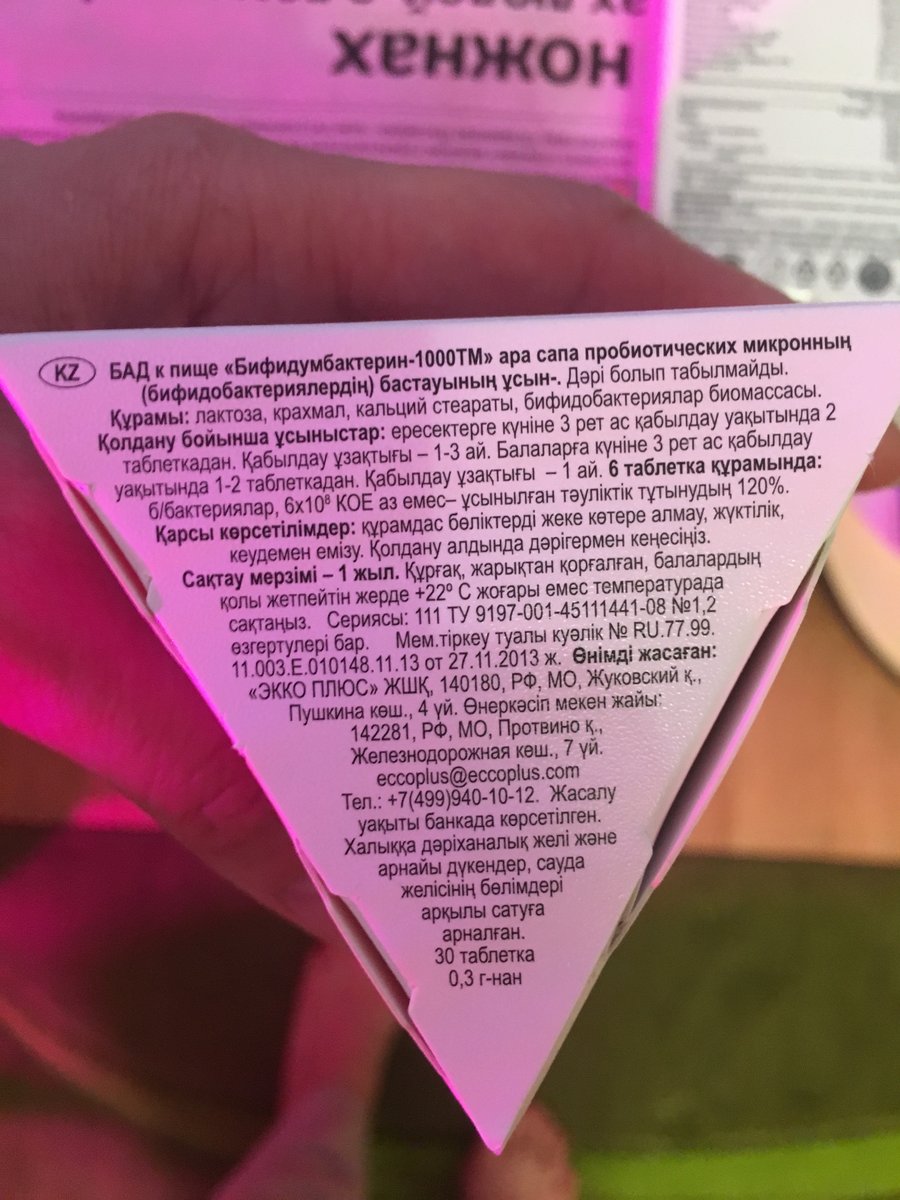 ножнах
KZ БАД к пище «Бифидумбактерин-1000ТМ» ара сапа пробиотических микронның
(бифидобактериялердің) бастауының ұсын-. Дәрі болып табылмайды.
Құрамы: лактоза, крахмал, кальций стеараты, бифидобактериялар биомассасы.
Қолдану бойынша ұсыныстар: ересектерге күніне 3 рет ас қабылдау уақытында 2
таблеткадан. Қабылдау ұзақтығы – 1-3 ай. Балаларға күніне 3 рет ас қабылдау
уақытында 1-2 таблеткадан. Қабылдау ұзақтығы – 1 ай. 6 таблетка құрамында:
б/бактериялар, 6х10⁸ КОЕ аз емес– ұсынылған тәуліктік тұтынудың 120%.
Қарсы көрсетілімдер: құрамдас бөліктерді жеке көтере алмау, жүктілік,
кеудемен емізу. Қолдану алдында дәрігермен кеңесіңіз.
Сақтау мерзімі – 1 жыл. Құрғақ, жарықтан қорғалған, балалардың
қолы жетпейтін жерде +22⁰ С жоғары емес температурада
сақтаңыз. Сериясы: 111 ТУ 9197-001-45111441-08 №1,2
өзгертулері бар. Мем.тіркеу туалы куәлік № RU.77.99.
11.003.Е.010148.11.13 от 27.11.2013 ж. Өнімді жасаған:
«ЭККО ПЛЮС» ЖШҚ, 140180, РФ, МО, Жуковский қ.,
Пушкина көш., 4 үй. Өнеркәсіп мекен жайы:
142281, РФ, МО, Протвино қ.,
Железнодорожная көш., 7 үй.
eccoplus@eccoplus.com
Тел.: +7(499)940-10-12. Жасалу
уақыты банкада көрсетілген.
Халыққа дәріханалық желі және
арнайы дүкендер, сауда
желісінің бөлімдері
арқылы сатуға
арналған.
30 таблетка
0,3 г-нан